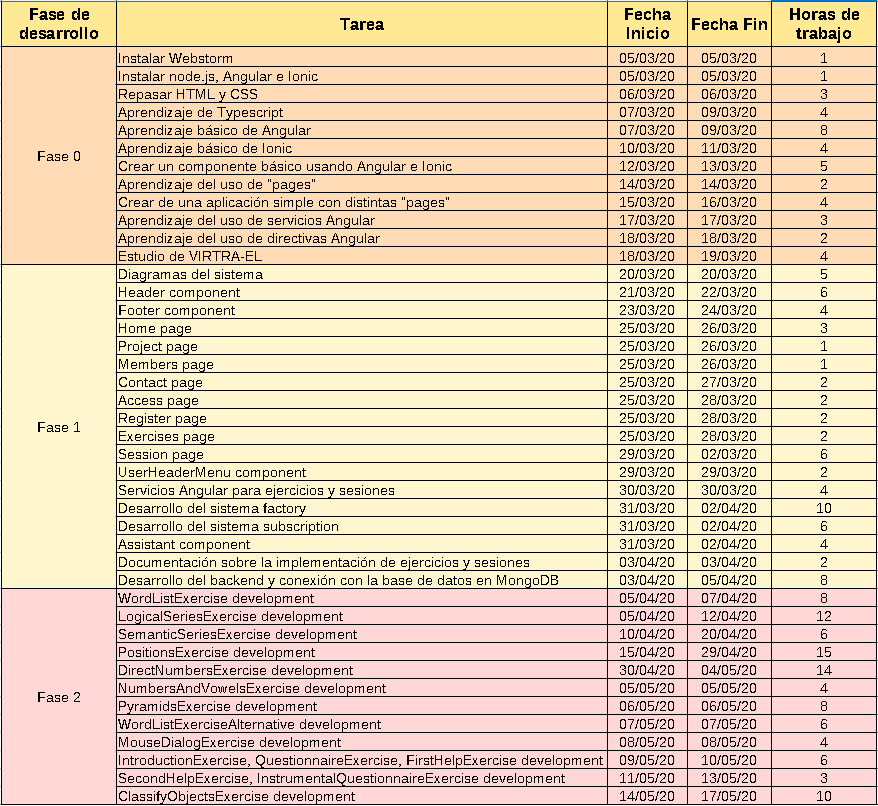 Fase de desarrollo Tarea Fecha Inicio Fecha Fin Horas de trabajo
Fase 0
Instalar Webstorm 05/03/20 05/03/20 1
Instalar node.js, Angular e Ionic 05/03/20 05/03/20 1
Repasar HTML y CSS 06/03/20 06/03/20 3
Aprendizaje de Typescript 07/03/20 09/03/20 4
Aprendizaje básico de Angular 07/03/20 09/03/20 8
Aprendizaje básico de Ionic 10/03/20 11/03/20 4
Crear un componente básico usando Angular e Ionic 12/03/20 13/03/20 5
Aprendizaje del uso de "pages" 14/03/20 14/03/20 2
Crear de una aplicación simple con distintas "pages" 15/03/20 16/03/20 4
Aprendizaje del uso de servicios Angular 17/03/20 17/03/20 3
Aprendizaje del uso de directivas Angular 18/03/20 18/03/20 2
Estudio de VIRTRA-EL 18/03/20 19/03/20 4
Fase 1
Diagramas del sistema 20/03/20 20/03/20 5
Header component 21/03/20 22/03/20 6
Footer component 23/03/20 24/03/20 4
Home page 25/03/20 26/03/20 3
Project page 25/03/20 26/03/20 1
Members page 25/03/20 26/03/20 1
Contact page 25/03/20 27/03/20 2
Access page 25/03/20 28/03/20 2
Register page 25/03/20 28/03/20 2
Exercises page 25/03/20 28/03/20 2
Session page 29/03/20 02/03/20 6
UserHeaderMenu component 29/03/20 29/03/20 2
Servicios Angular para ejercicios y sesiones 30/03/20 30/03/20 4
Desarrollo del sistema factory 31/03/20 02/04/20 10
Desarrollo del sistema subscription 31/03/20 02/04/20 6
Assistant component 31/03/20 02/04/20 4
Documentación sobre la implementación de ejercicios y sesiones 03/04/20 03/04/20 2
Desarrollo del backend y conexión con la base de datos en MongoDB 03/04/20 05/04/20 8
Fase 2
WordListExercise development 05/04/20 07/04/20 8
LogicalSeriesExercise development 05/04/20 12/04/20 12
SemanticSeriesExercise development 10/04/20 20/04/20 6
PositionsExercise development 15/04/20 29/04/20 15
DirectNumbersExercise development 30/04/20 04/05/20 14
NumbersAndVowelsExercise development 05/05/20 05/05/20 4
PyramidsExercise development 06/05/20 06/05/20 8
WordListExerciseAlternative development 07/05/20 07/05/20 6
MouseDialogExercise development 08/05/20 08/05/20 4
IntroductionExercise, QuestionnaireExercise, FirstHelpExercise development 09/05/20 10/05/20 6
SecondHelpExercise, InstrumentalQuestionnaireExercise development 11/05/20 13/05/20 3
ClassifyObjectsExercise development 14/05/20 17/05/20 10